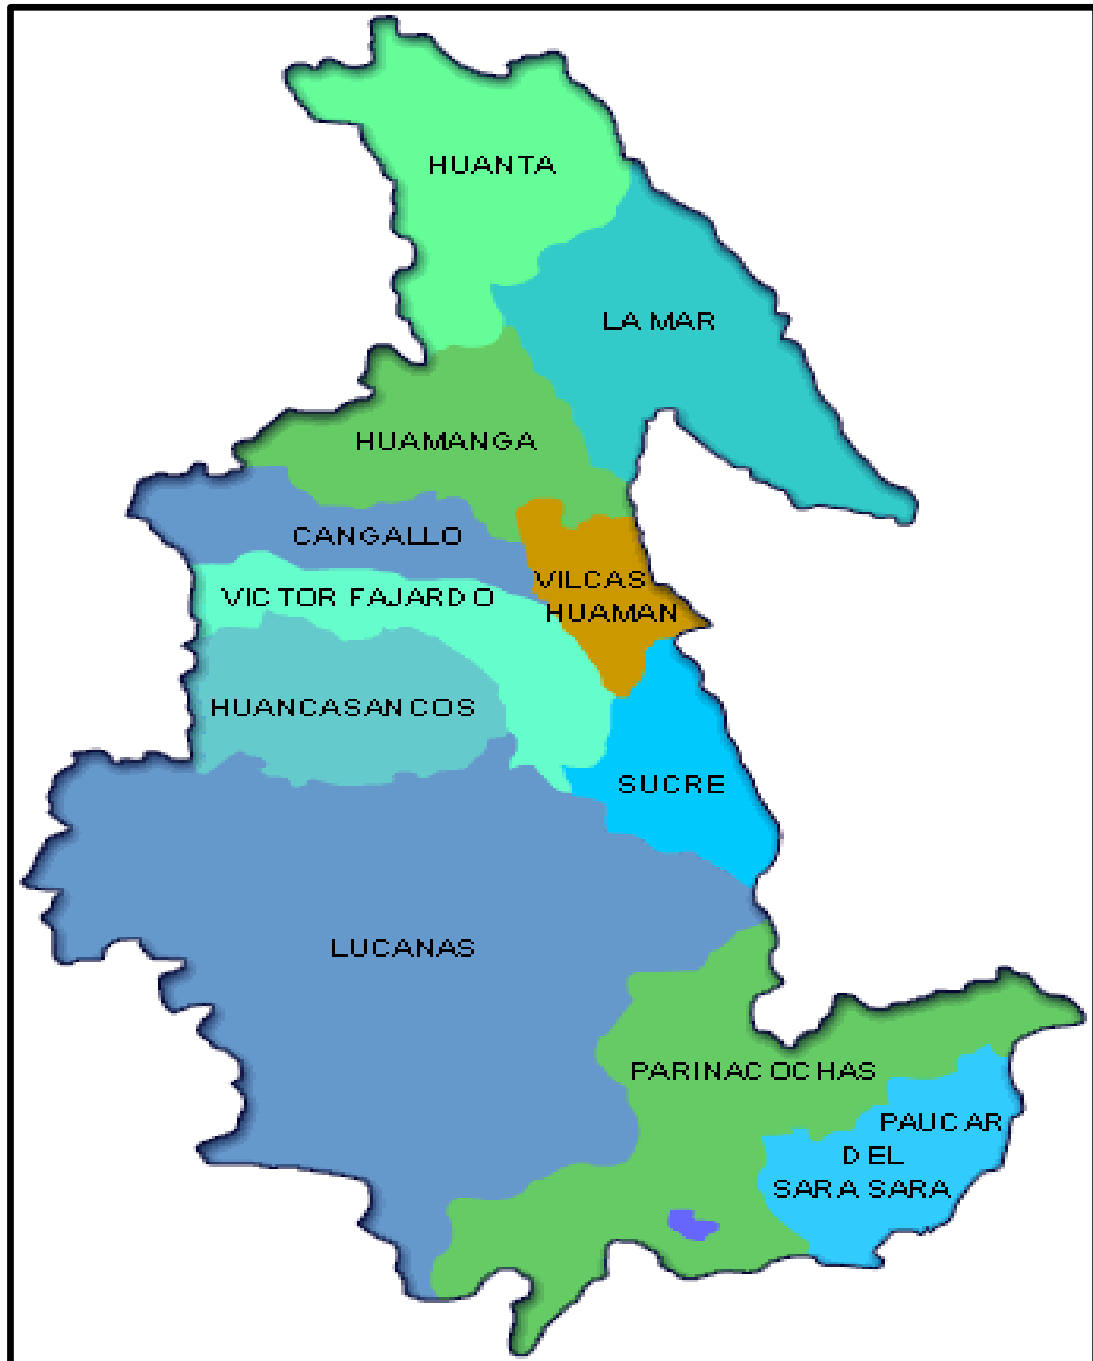 HUANTA
LA MAR
HUAMANGA
CANGALLO
VILCAS
HUAMAN
VICTOR FAJARDO
HUANCASANCOS
SUCRE
LUCANAS
PARINACOCHAS
PAUCAR
DEL
SARA SARA